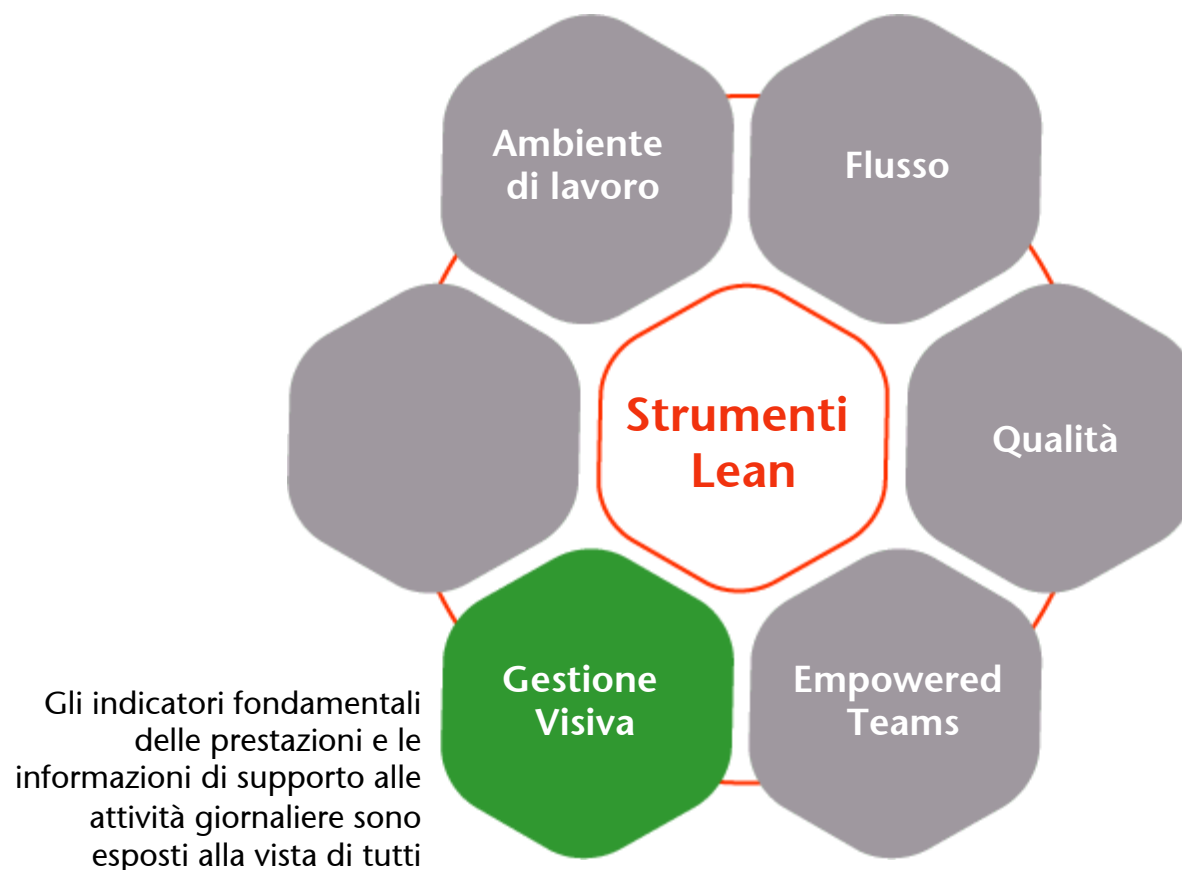 Ambiente
di lavoro
Flusso
Strumenti
Lean
Qualità
Gestione
Visiva
Empowered
Teams
Gli indicatori fondamentali
delle prestazioni e le
informazioni di supporto alle
attività giornaliere sono
esposti alla vista di tutti